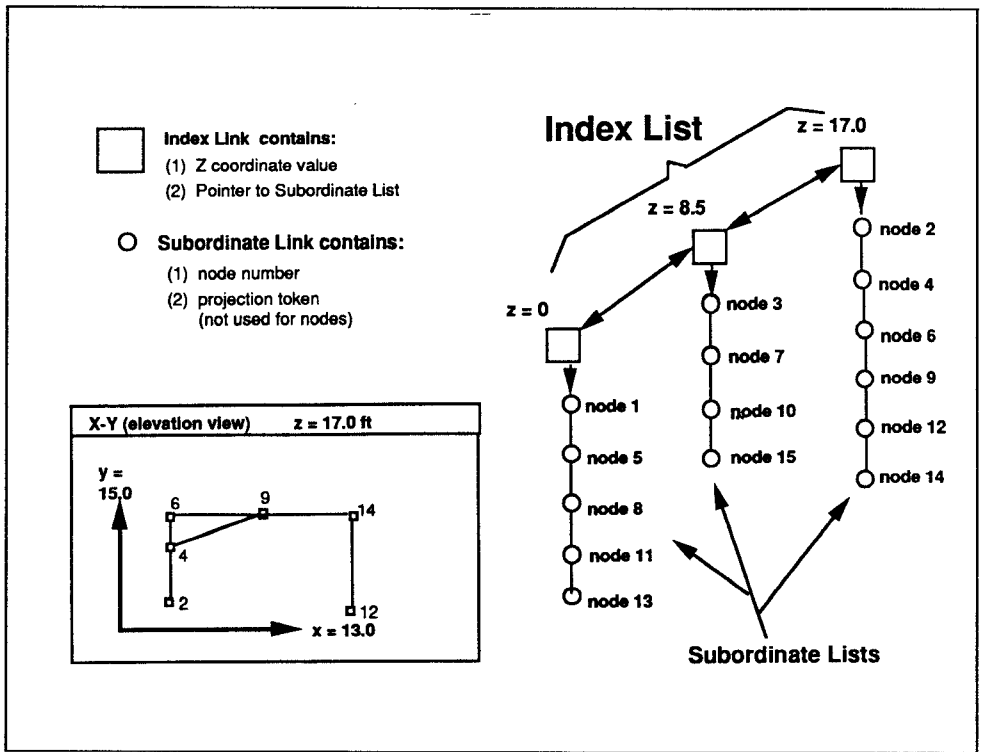 Index Link contains:
(1) Z coordinate value
(2) Pointer to Subordinate List
Subordinate Link contains:
(1) node number
(2) projection token
(not used for nodes)
Index List
z = 17.0
z = 8.5
z = 0
node 2
node 4
node 6
node 9
node 12
node 14
node 3
node 7
node 10
node 15
node 1
node 5
node 8
node 11
node 13
Subordinate Lists
X-Y (elevation view) z = 17.0 ft
y =
15.0
6
9
14
4
2
12
x = 13.0